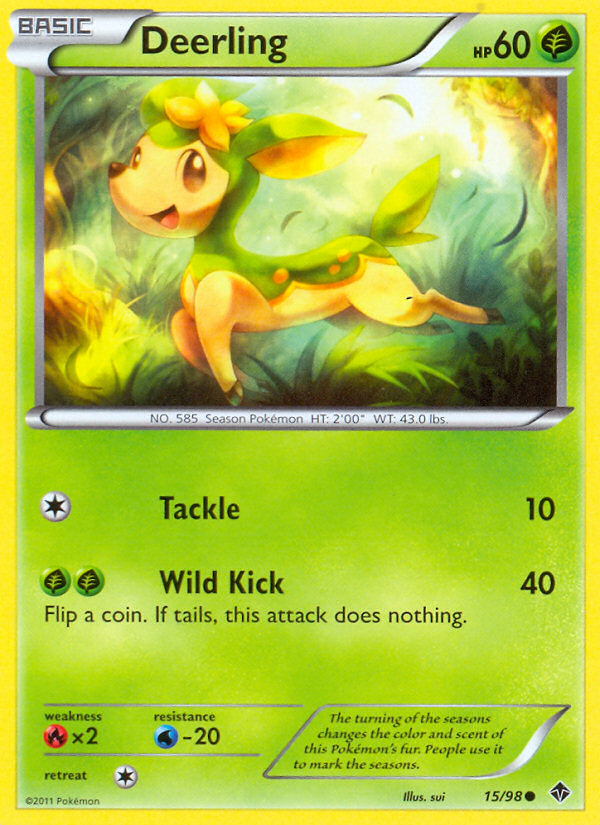 BASIC
Deerling
HP60
NO. 585 Season Pokémon HT: 2'00" WT: 43.0 lbs.
Tackle 10
Wild Kick 40
Flip a coin. If tails, this attack does nothing.
weakness resistance
×2 -20
The turning of the seasons
changes the color and scent of
this Pokémon's fur. People use it
to mark the seasons.
retreat
©2011 Pokémon Illus. sui 15/98